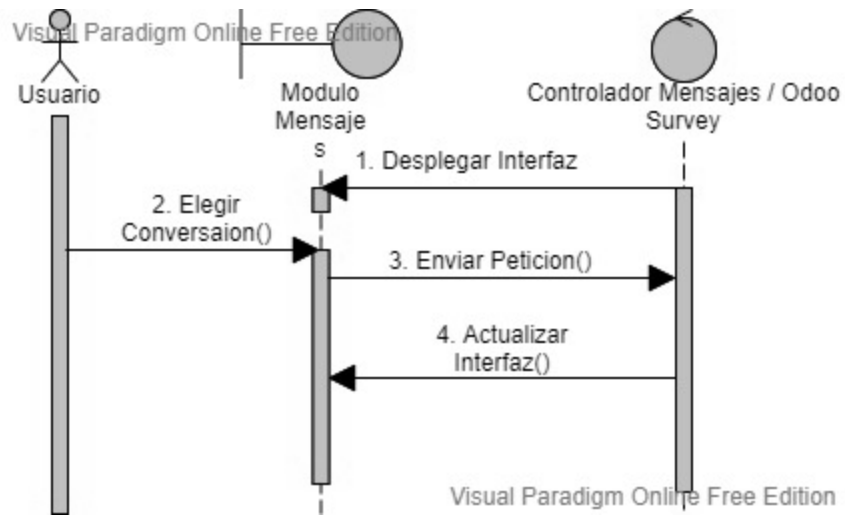 Visual Paradigm Online Free Edition
Usuario
Modulo
Mensaje
s
Controlador Mensajes / Odoo
Survey
1. Desplegar Interfaz
2. Elegir
Conversaion()
3. Enviar Peticion()
4. Actualizar
Interfaz()
Visual Paradigm Online Free Edition